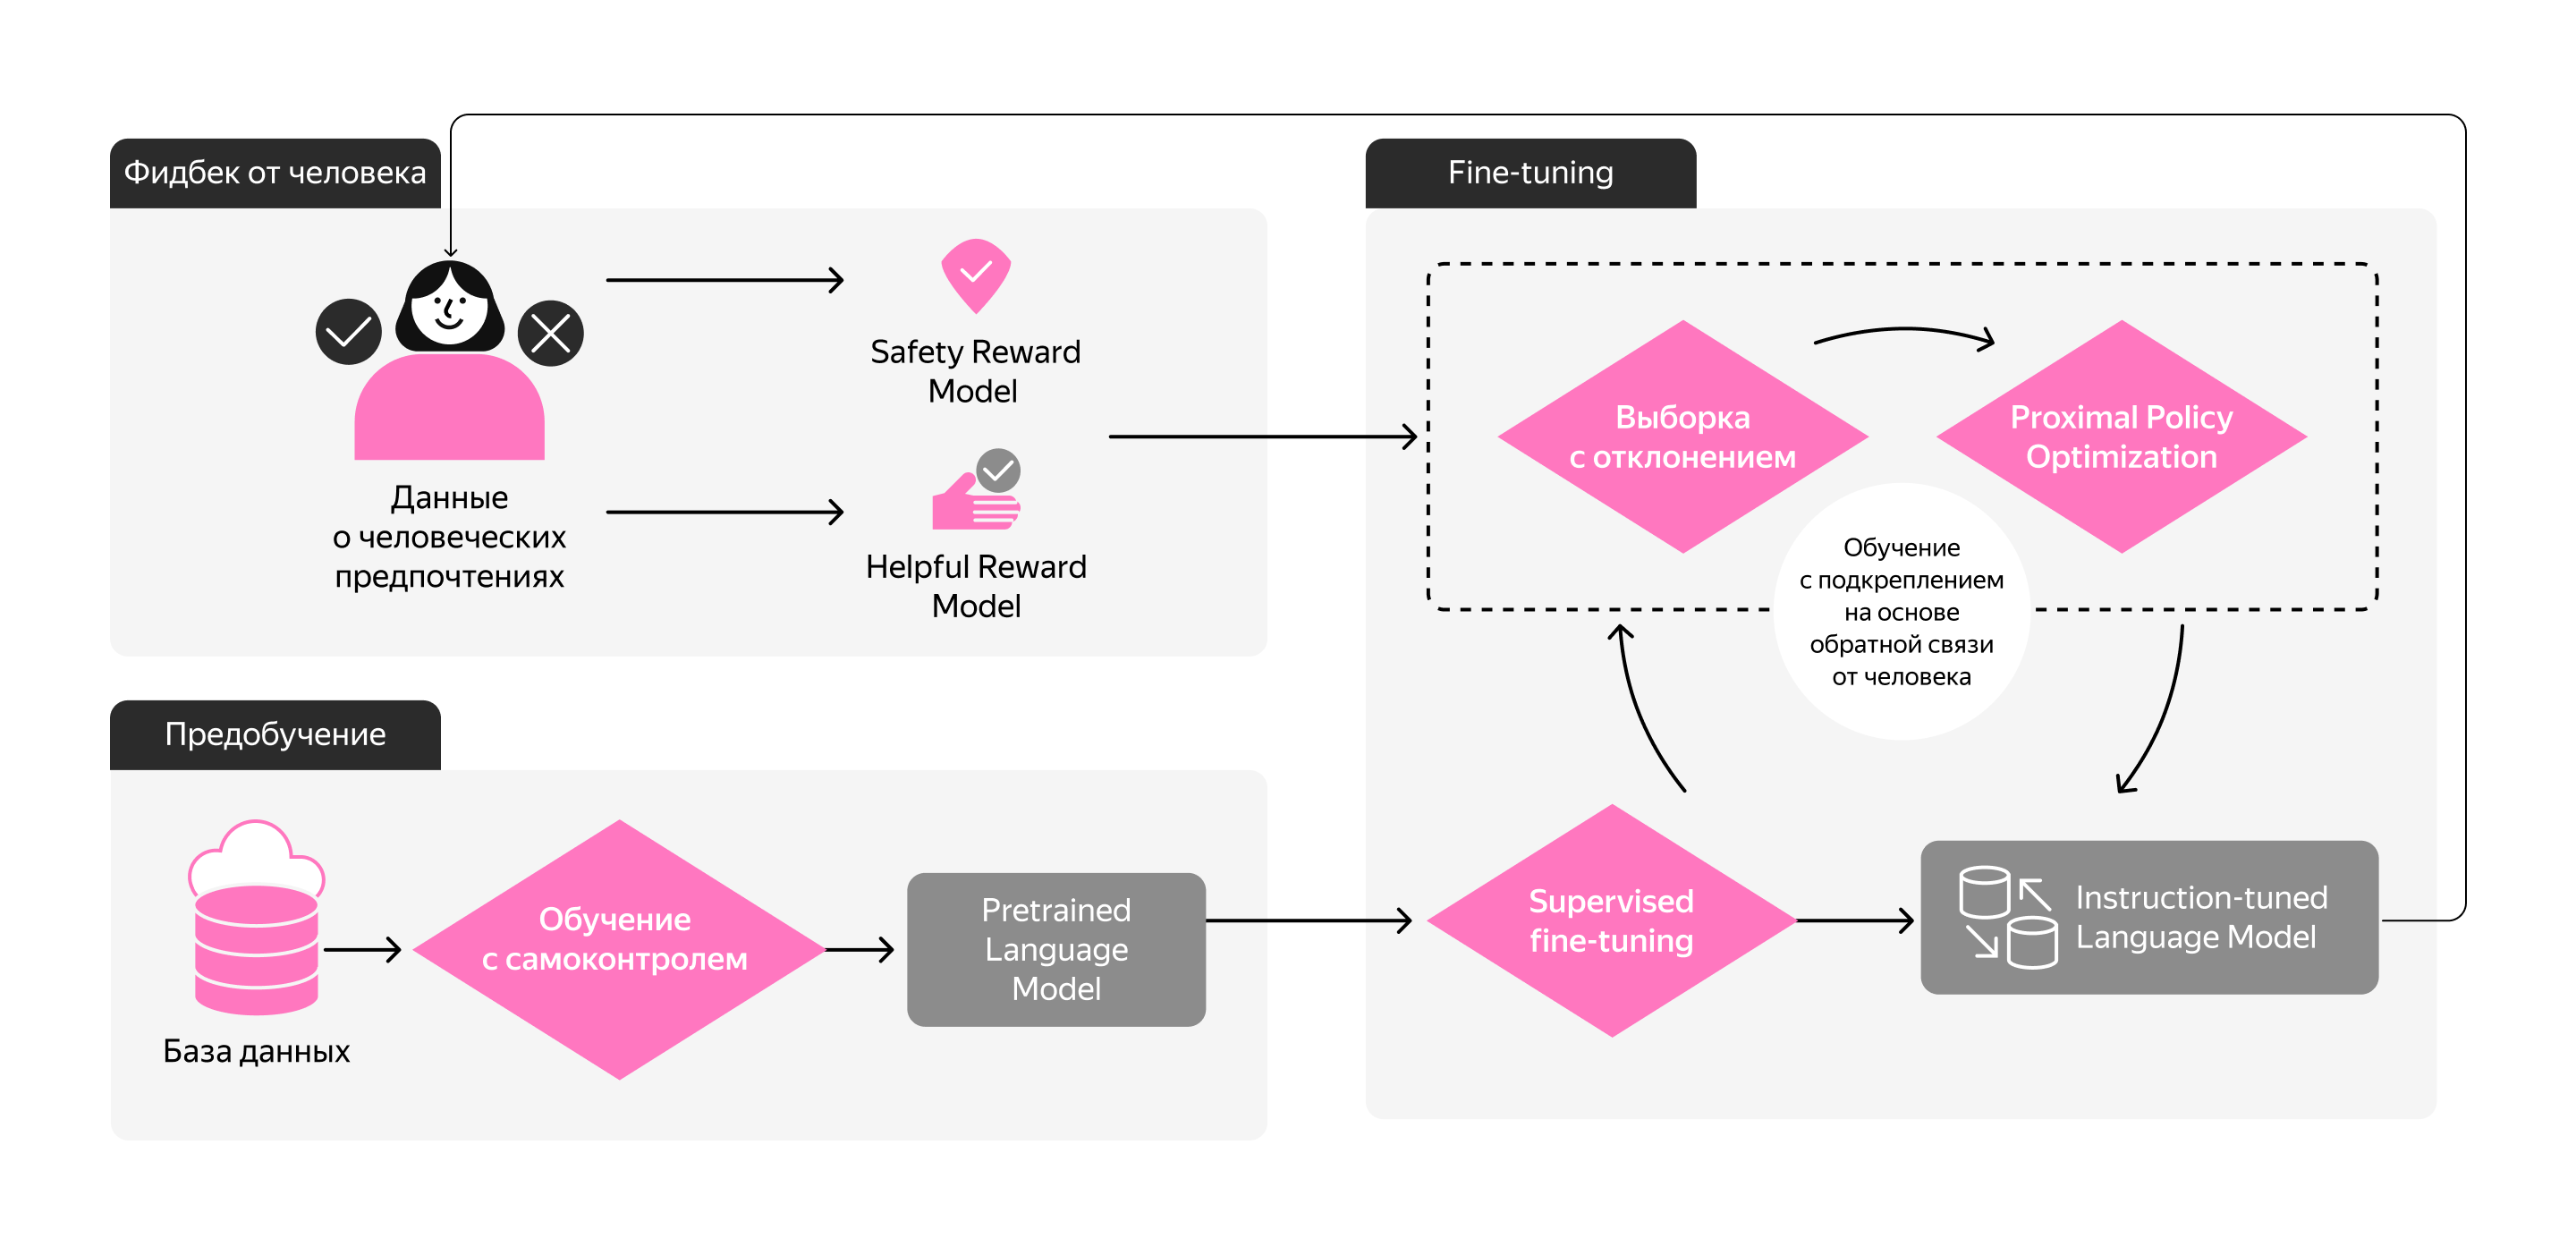 Фидбек от человека
Данные
о человеческих
предпочтениях
Safety Reward
Model
Helpful Reward
Model
Предобучение
База данных
Обучение
с самоконтролем
Pretrained
Language
Model
Fine-tuning
Выборка
с отклонением
Proximal Policy
Optimization
Обучение
с подкреплением
на основе
обратной связи
от человека
Supervised
fine-tuning
Instruction-tuned
Language Model